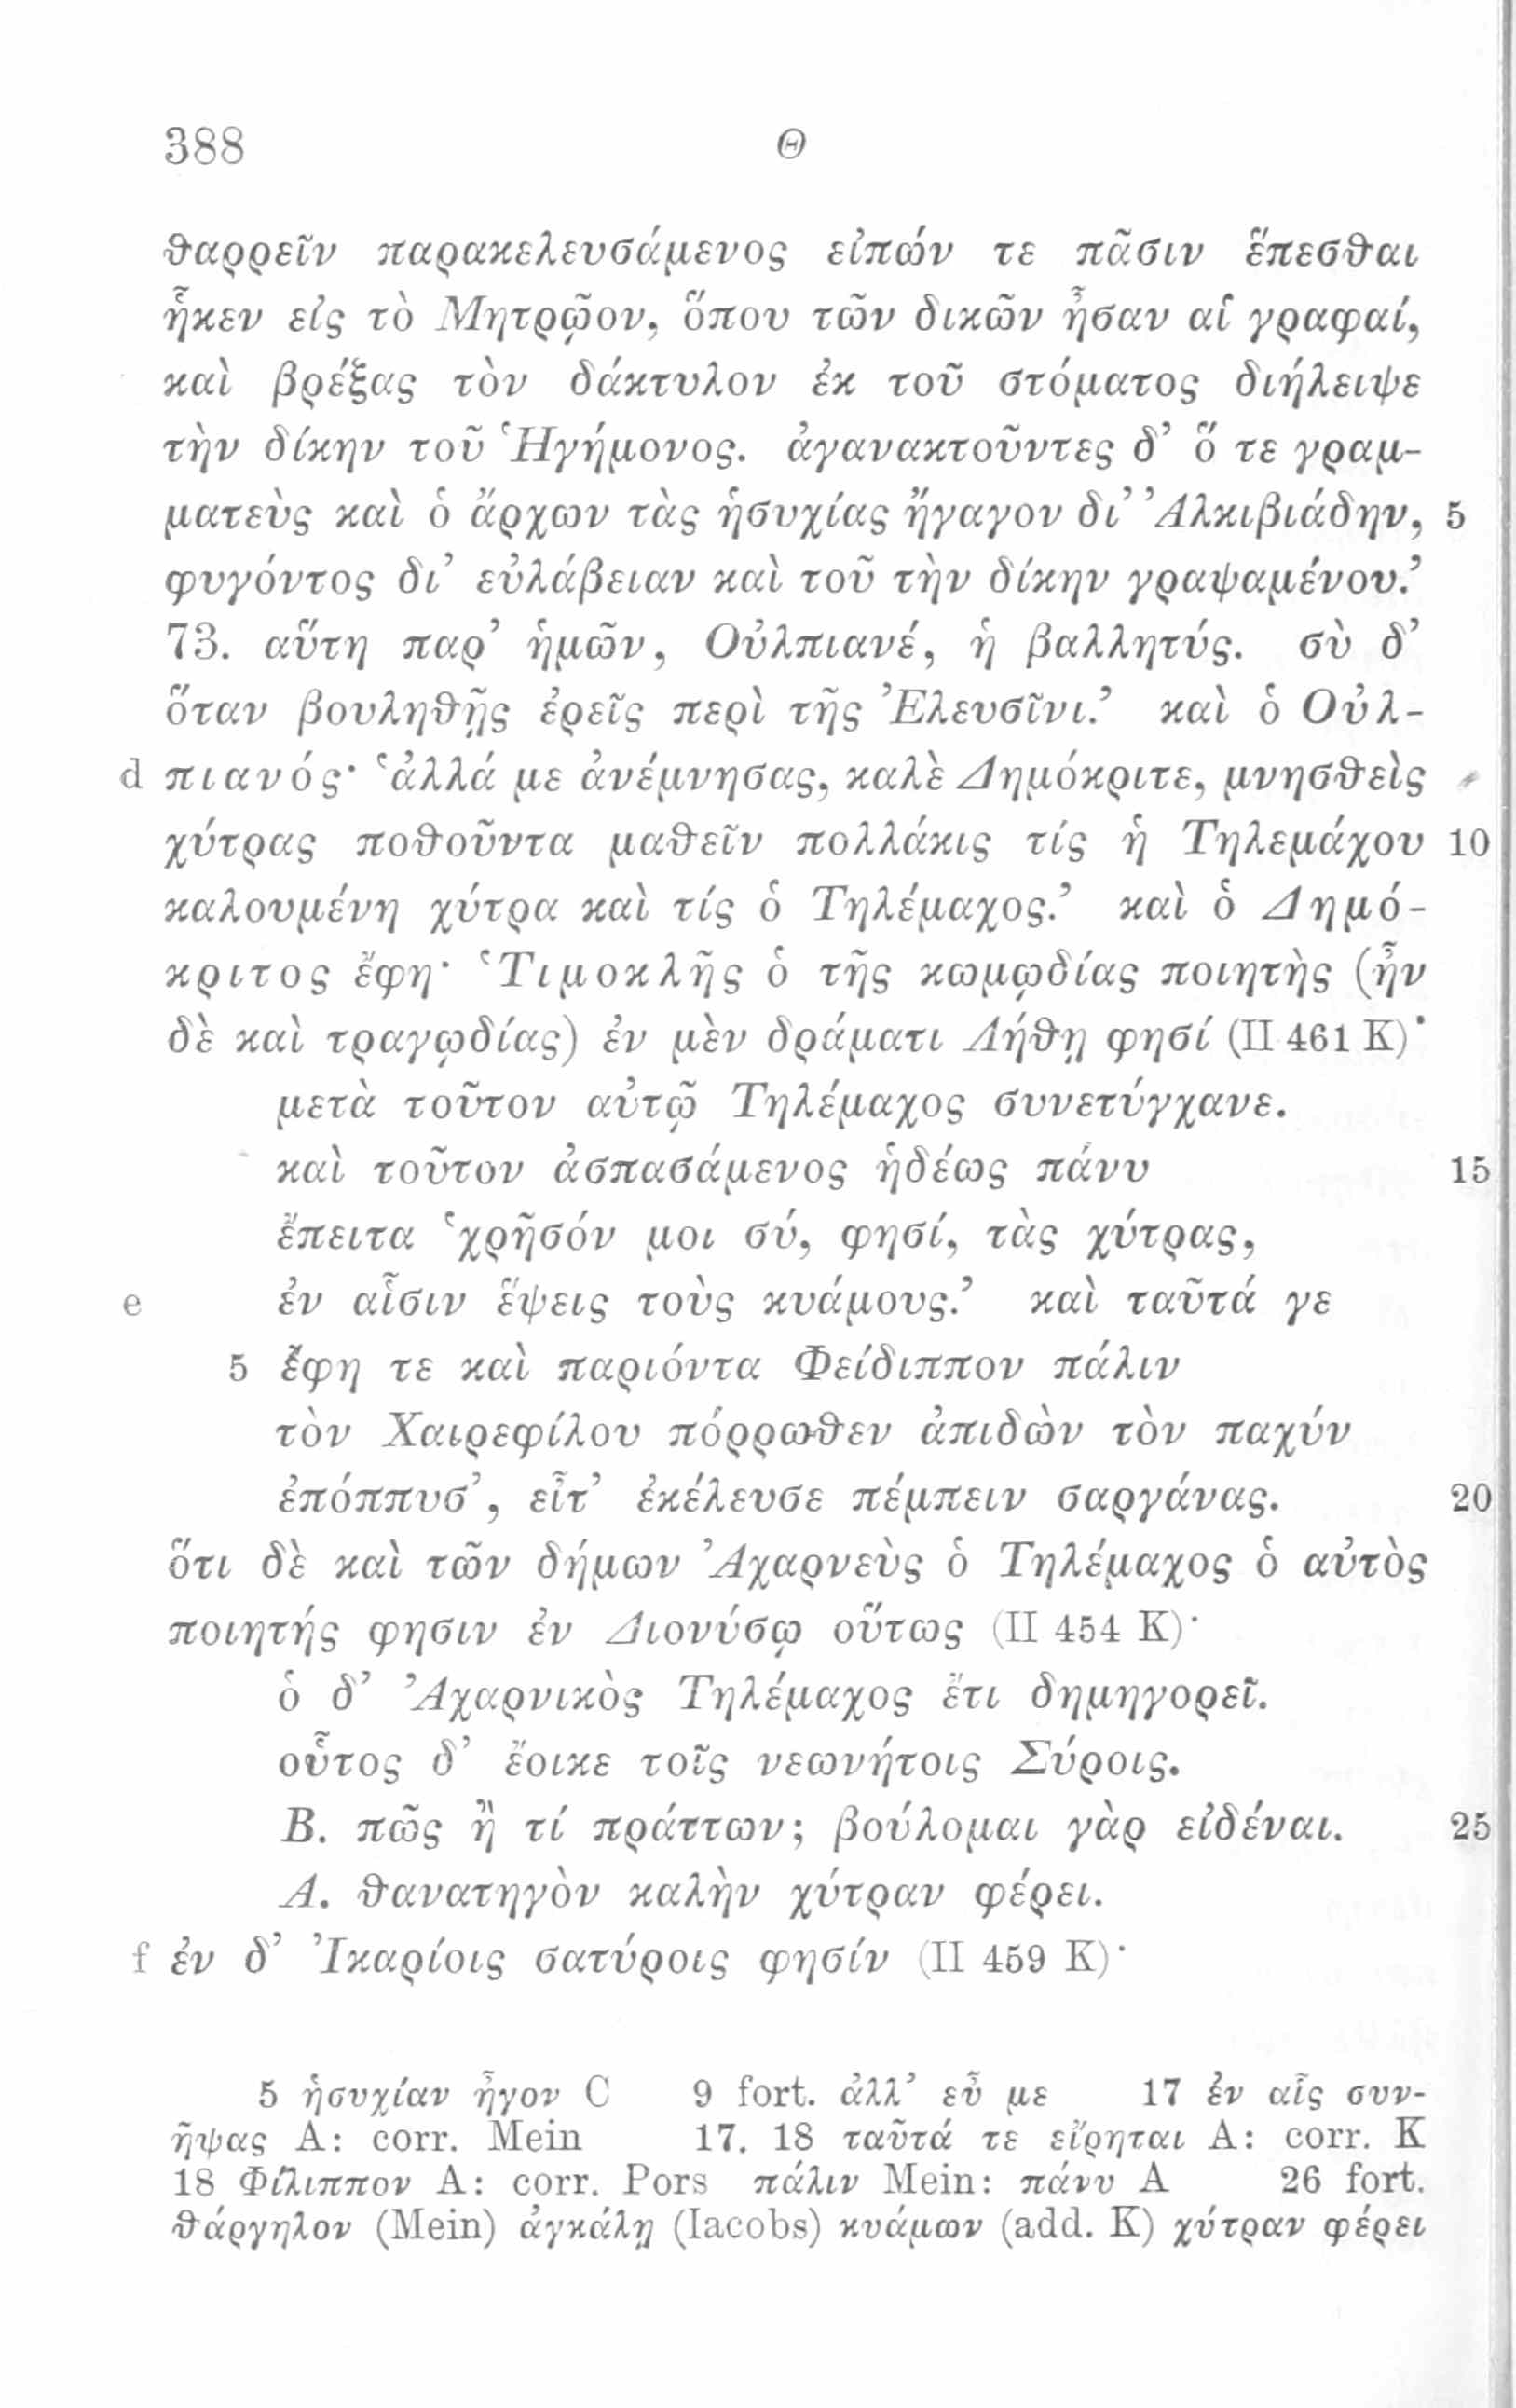 388 Θ
θαρρεῖν παρακελευσάμενος εἰπών τε πᾶσιν ἕπεσθαι
ἧκεν εἰς τὸ Μητρῷον, ὅπου τῶν δικῶν ἦσαν αἱ γραφαί,
καὶ βρέξας τὸν δάκτυλον ἐκ τοῦ στόματος διήλειψε
τὴν δίκην τοῦ Ἡγήμονος. ἀγανακτοῦντες δ’ ὅ τε γραμ-
ματεὺς καὶ ὁ ἄρχων τὰς ἡσυχίας ἤγαγον δι’ Ἀλκιβιάδην, 5
φυγόντος δι’ εὐλάβειαν καὶ τοῦ τὴν δίκην γραψαμένου.’
73. αὕτη παρ’ ἡμῶν, Οὐλπιανέ, ἡ βαλλητύς. σὺ δ’
ὅταν βουληθῇς ἐρεῖς περὶ τῆς Ἐλευσῖνι.’ καὶ ὁ Οὐλ-
d πιανός· ‘ἀλλά με ἀνέμνησας, καλὲ Δημόκριτε, μνησθεὶς
χύτρας ποθοῦντα μαθεῖν πολλάκις τίς ἡ Τηλεμάχου 10
καλουμένη χύτρα καὶ τίς ὁ Τηλέμαχος.’ καὶ ὁ Δημό-
κριτος ἔφη· ‘Τιμοκλῆς ὁ τῆς κωμῳδίας ποιητὴς (ἦν
δὲ καὶ τραγῳδίας) ἐν μὲν δράματι Λήθῃ φησί (II 461 K)·
μετὰ τοῦτον αὐτῷ Τηλέμαχος συνετύγχανε.
καὶ τοῦτον ἀσπασάμενος ἡδέως πάνυ 15
ἔπειτα ‘χρῆσόν μοι σύ, φησί, τὰς χύτρας,
e ἐν αἷσιν ἕψεις τοὺς κυάμους.’ καὶ ταῦτά γε
5 ἔφη τε καὶ παριόντα Φείδιππον πάλιν
τὸν Χαιρεφίλου πόρρωθεν ἀπιδὼν τὸν παχύν
ἐπόππυσ’, εἶτ’ ἐκέλευσε πέμπειν σαργάνας. 20
ὅτι δὲ καὶ τῶν δήμων Ἀχαρνεὺς ὁ Τηλέμαχος ὁ αὐτὸς
ποιητής φησιν ἐν Διονύσῳ οὕτως (II 454 K)·
ὁ δ’ Ἀχαρνικὸς Τηλέμαχος ἔτι δημηγορεῖ.
οὗτος δ’ ἔοικε τοῖς νεωνήτοις Σύροις.
Β. πῶς ἢ τί πράττων; βούλομαι γὰρ εἰδέναι. 25
Α. θανατηγὸν καλὴν χύτραν φέρει.
f ἐν δ’ Ἰκαρίοις σατύροις φησίν (II 459 K)·
5 ἡσυχίαν ἦγον C 9 fort. ἀλλ’ εὖ με 17 ἐν αἷς συν-
ῆψας A: corr. Mein 17. 18 ταῦτά τε εἴρηται A: corr. K
18 Φίλιππον A: corr. Pors πάλιν Mein: πάνυ A 26 fort.
θάργηλον (Mein) ἀγκάλῃ (Iacobs) κυάμων (add. K) χύτραν φέρει